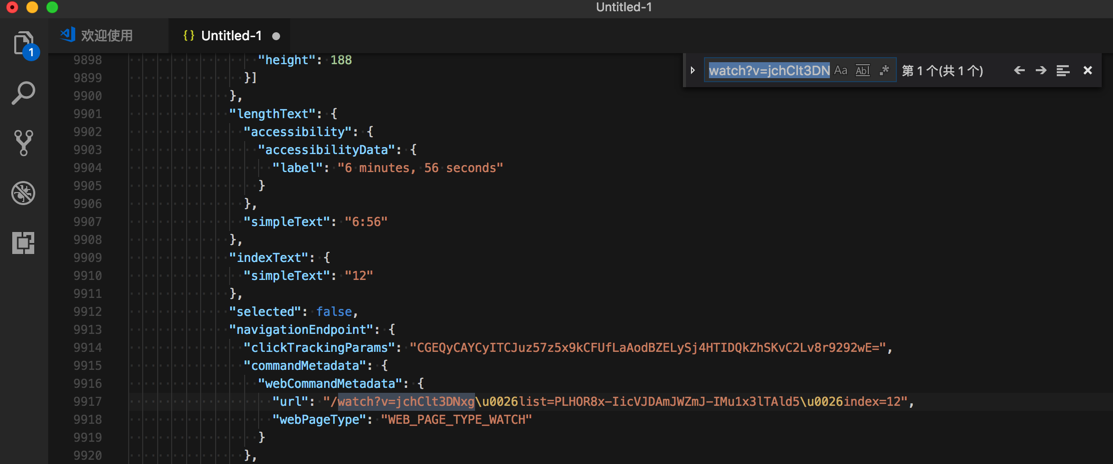 Untitled-1
欢迎使用
{} Untitled-1
1
watch?v=jchClt3DN
Aa
Abl
.*
第 1 个(共 1 个)
9898 "height": 188
9899 }]
9900 },
9901 "lengthText": {
9902 "accessibility": {
9903 "accessibilityData": {
9904 "label": "6 minutes, 56 seconds"
9905 }
9906 },
9907 "simpleText": "6:56"
9908 },
9909 "indexText": {
9910 "simpleText": "12"
9911 },
9912 "selected": false,
9913 "navigationEndpoint": {
9914 "clickTrackingParams": "CGEQyCAYCyITCJuz57z5x9kCFUfLaAodBZELySj4HTIDQkZhSKvC2Lv8r9292wE=",
9915 "commandMetadata": {
9916 "webCommandMetadata": {
9917 "url": "/watch?v=jchClt3DNxg\u0026list=PLHOR8x-IicVJDAmJWZmJ-IMu1x3lTAld5\u0026index=12",
9918 "webPageType": "WEB_PAGE_TYPE_WATCH"
9919 }
9920 },